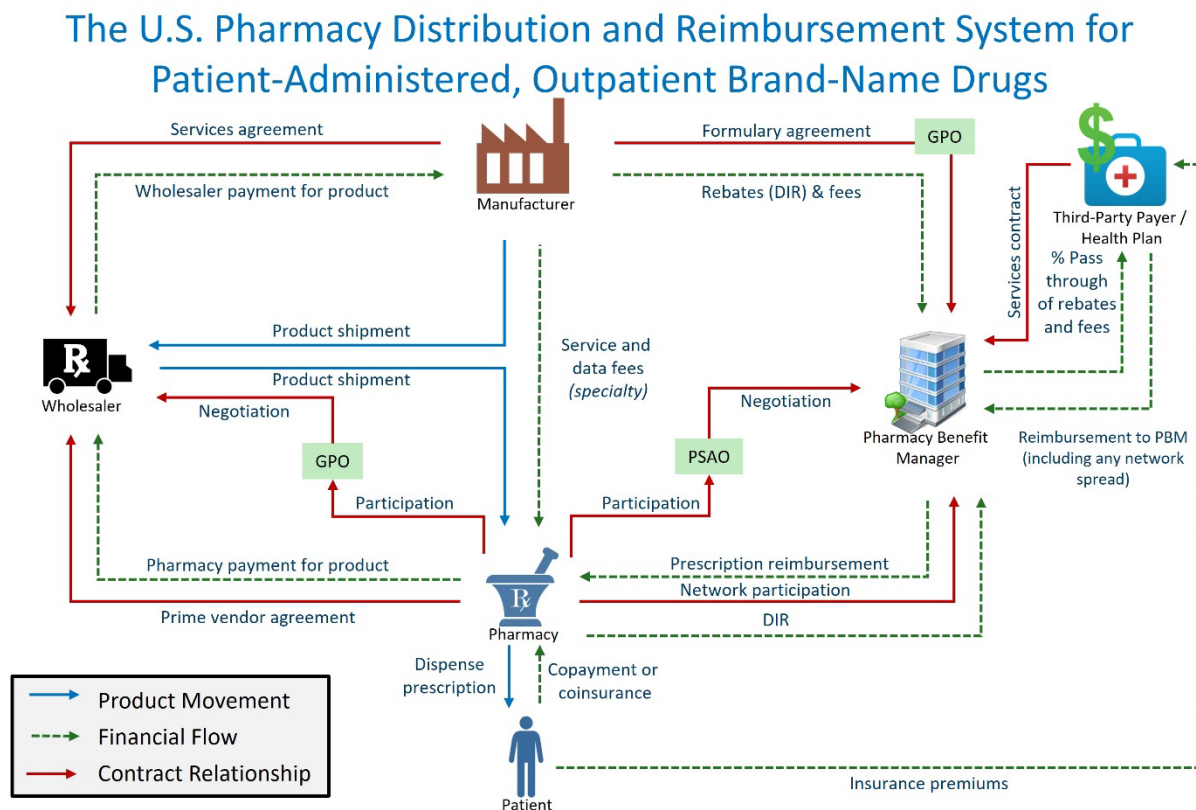 The U.S. Pharmacy Distribution and Reimbursement System for
Patient-Administered, Outpatient Brand-Name Drugs
Services agreement
Formulary agreement
GPO
Wholesaler payment for product
Manufacturer
Rebates (DIR) & fees
Third-Party Payer /
Health Plan
Services contract
% Pass
through
of rebates
and fees
Product shipment
Rx
Wholesaler
Product shipment
Service and
data fees
(specialty)
Negotiation
Negotiation
Pharmacy Benefit
Manager
Reimbursement to PBM
(including any network
spread)
GPO
PSAO
Participation
Participation
Pharmacy payment for product
Prescription reimbursement
Rx
Network participation
Prime vendor agreement
DIR
Pharmacy
Dispense
prescription
Copayment or
coinsurance
Product Movement
Financial Flow
Contract Relationship
Insurance premiums
Patient
$